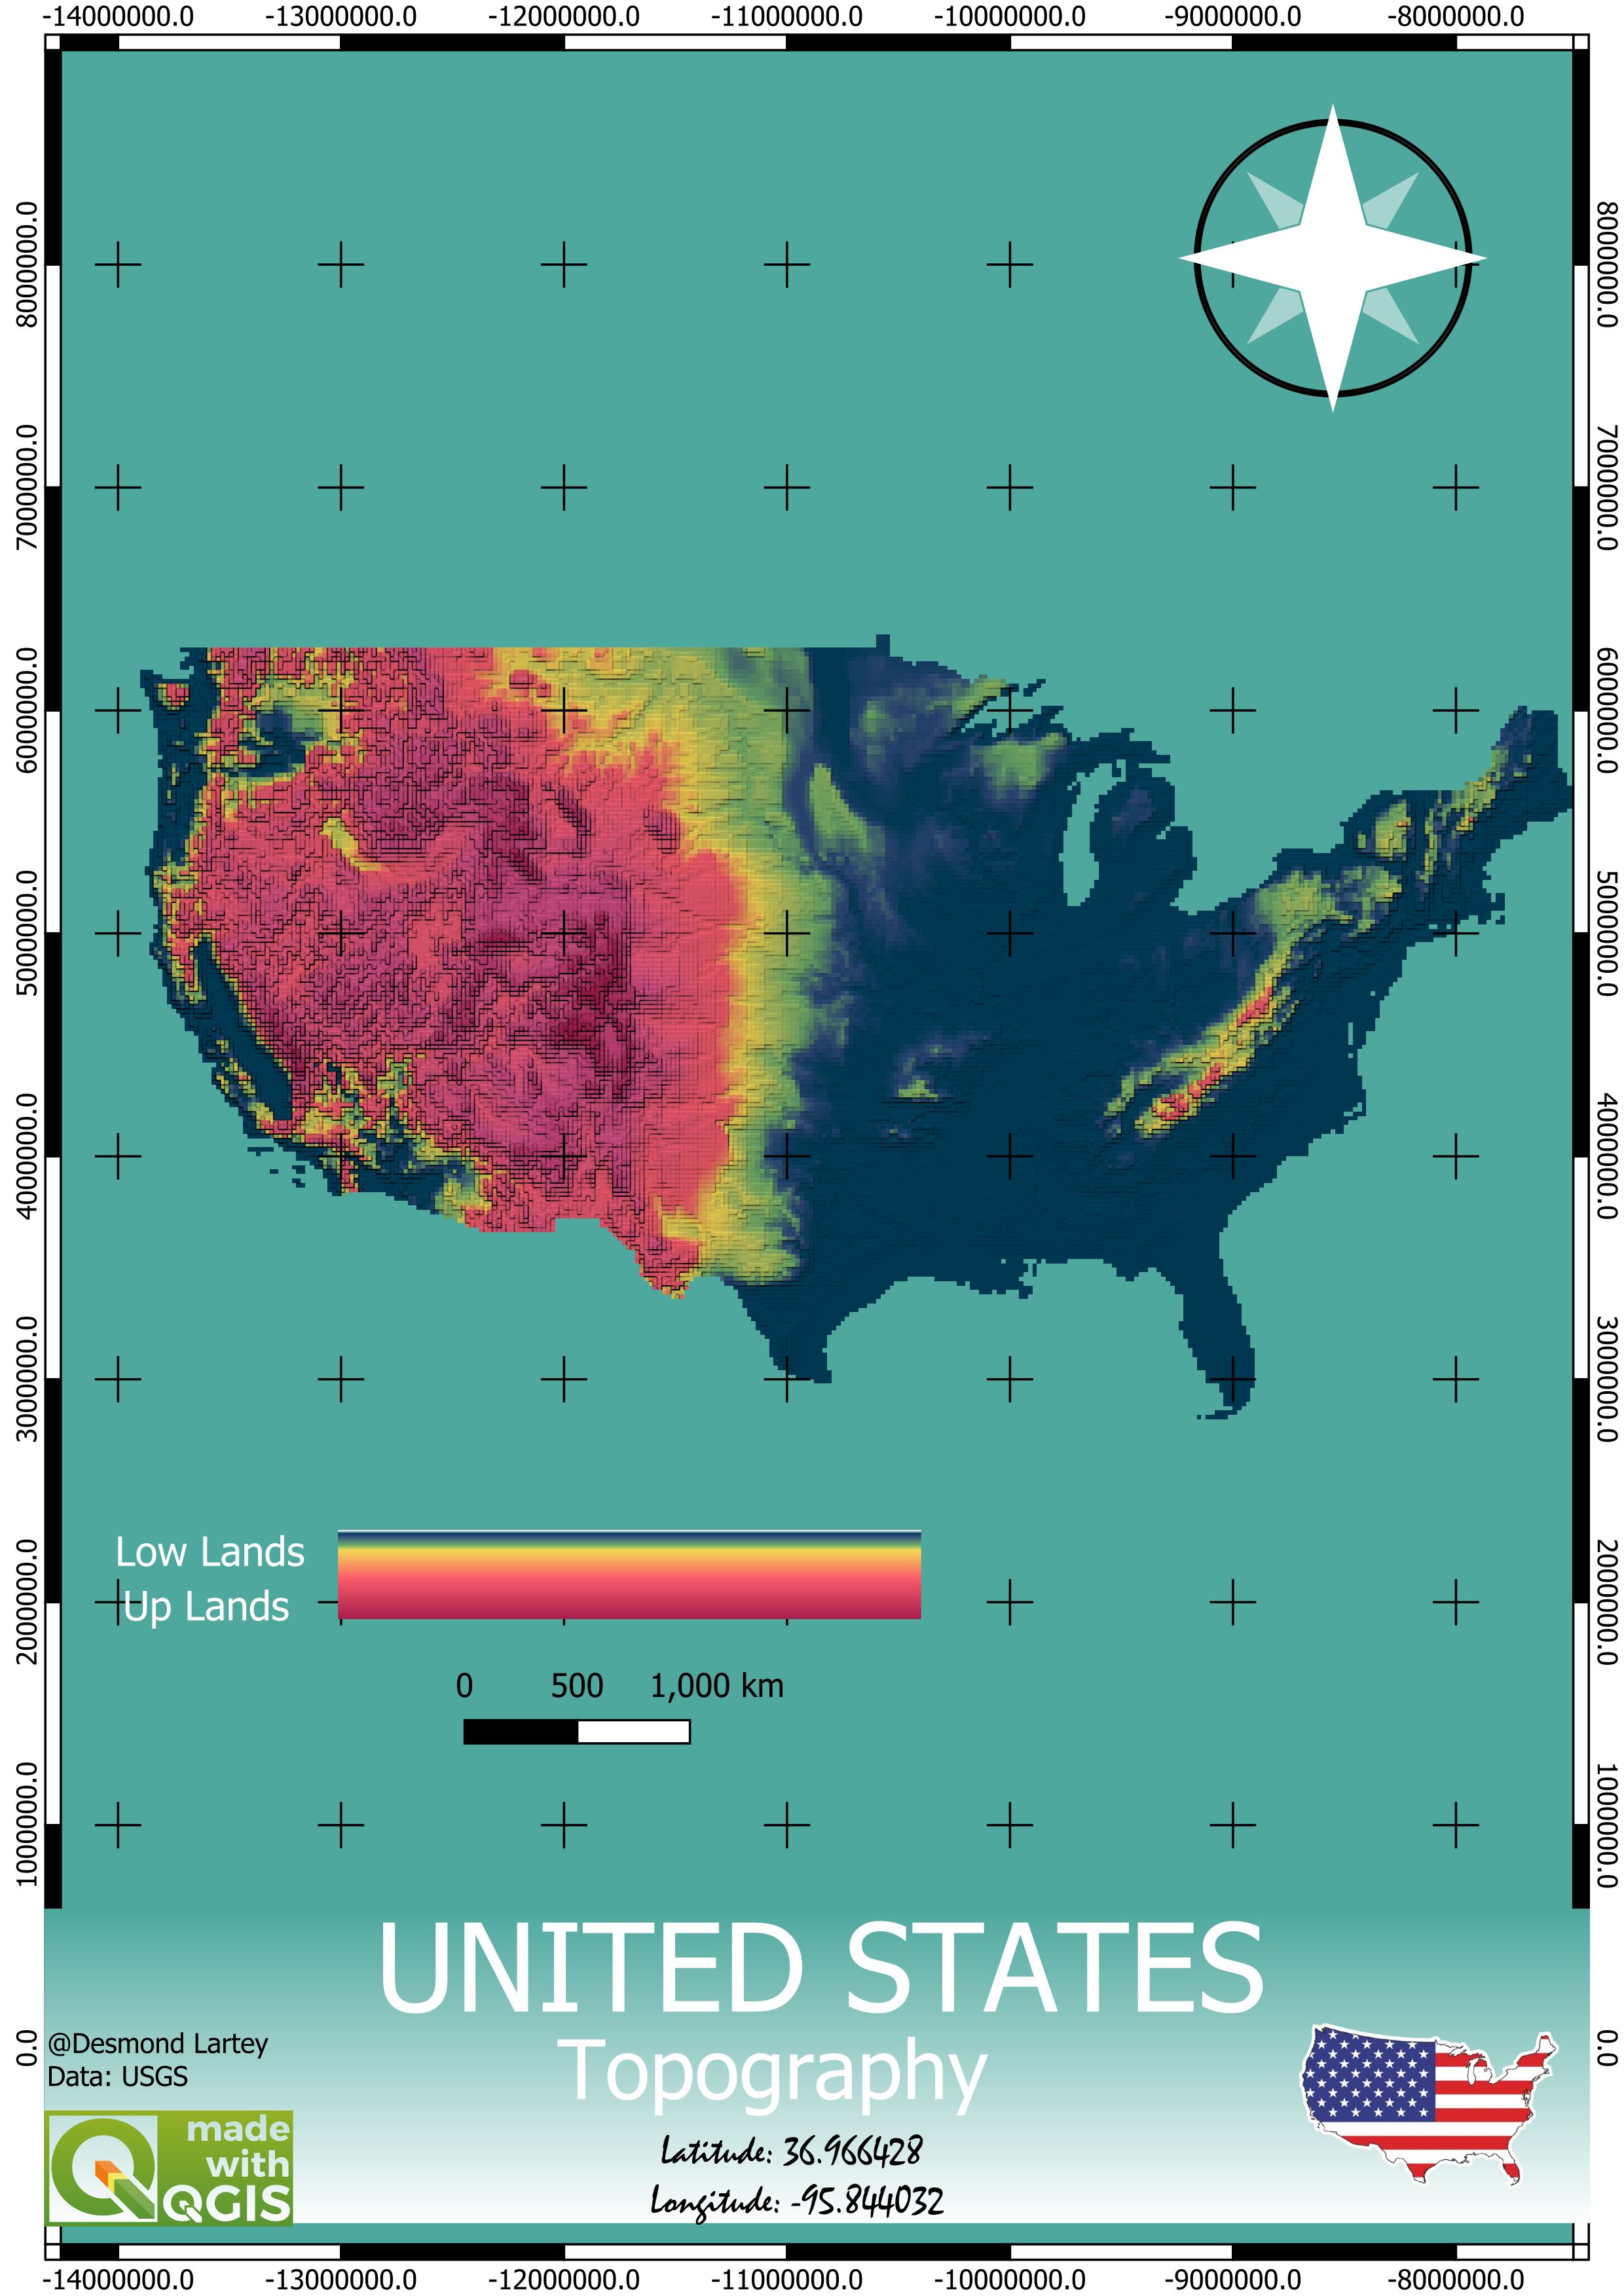 -14000000.0 -13000000.0 -12000000.0 -11000000.0 -10000000.0 -9000000.0 -8000000.0
8000000.0 8000000.0
7000000.0 7000000.0
6000000.0 6000000.0
5000000.0 5000000.0
4000000.0 4000000.0
3000000.0 3000000.0
2000000.0 2000000.0
1000000.0 1000000.0
0.0 0.0
Low Lands
Up Lands
0 500 1,000 km
UNITED STATES
Topography
@Desmond Lartey
Data: USGS
Latitude: 36.966428
Longitude: -95.844032
made
with
QGIS
-14000000.0 -13000000.0 -12000000.0 -11000000.0 -10000000.0 -9000000.0 -8000000.0